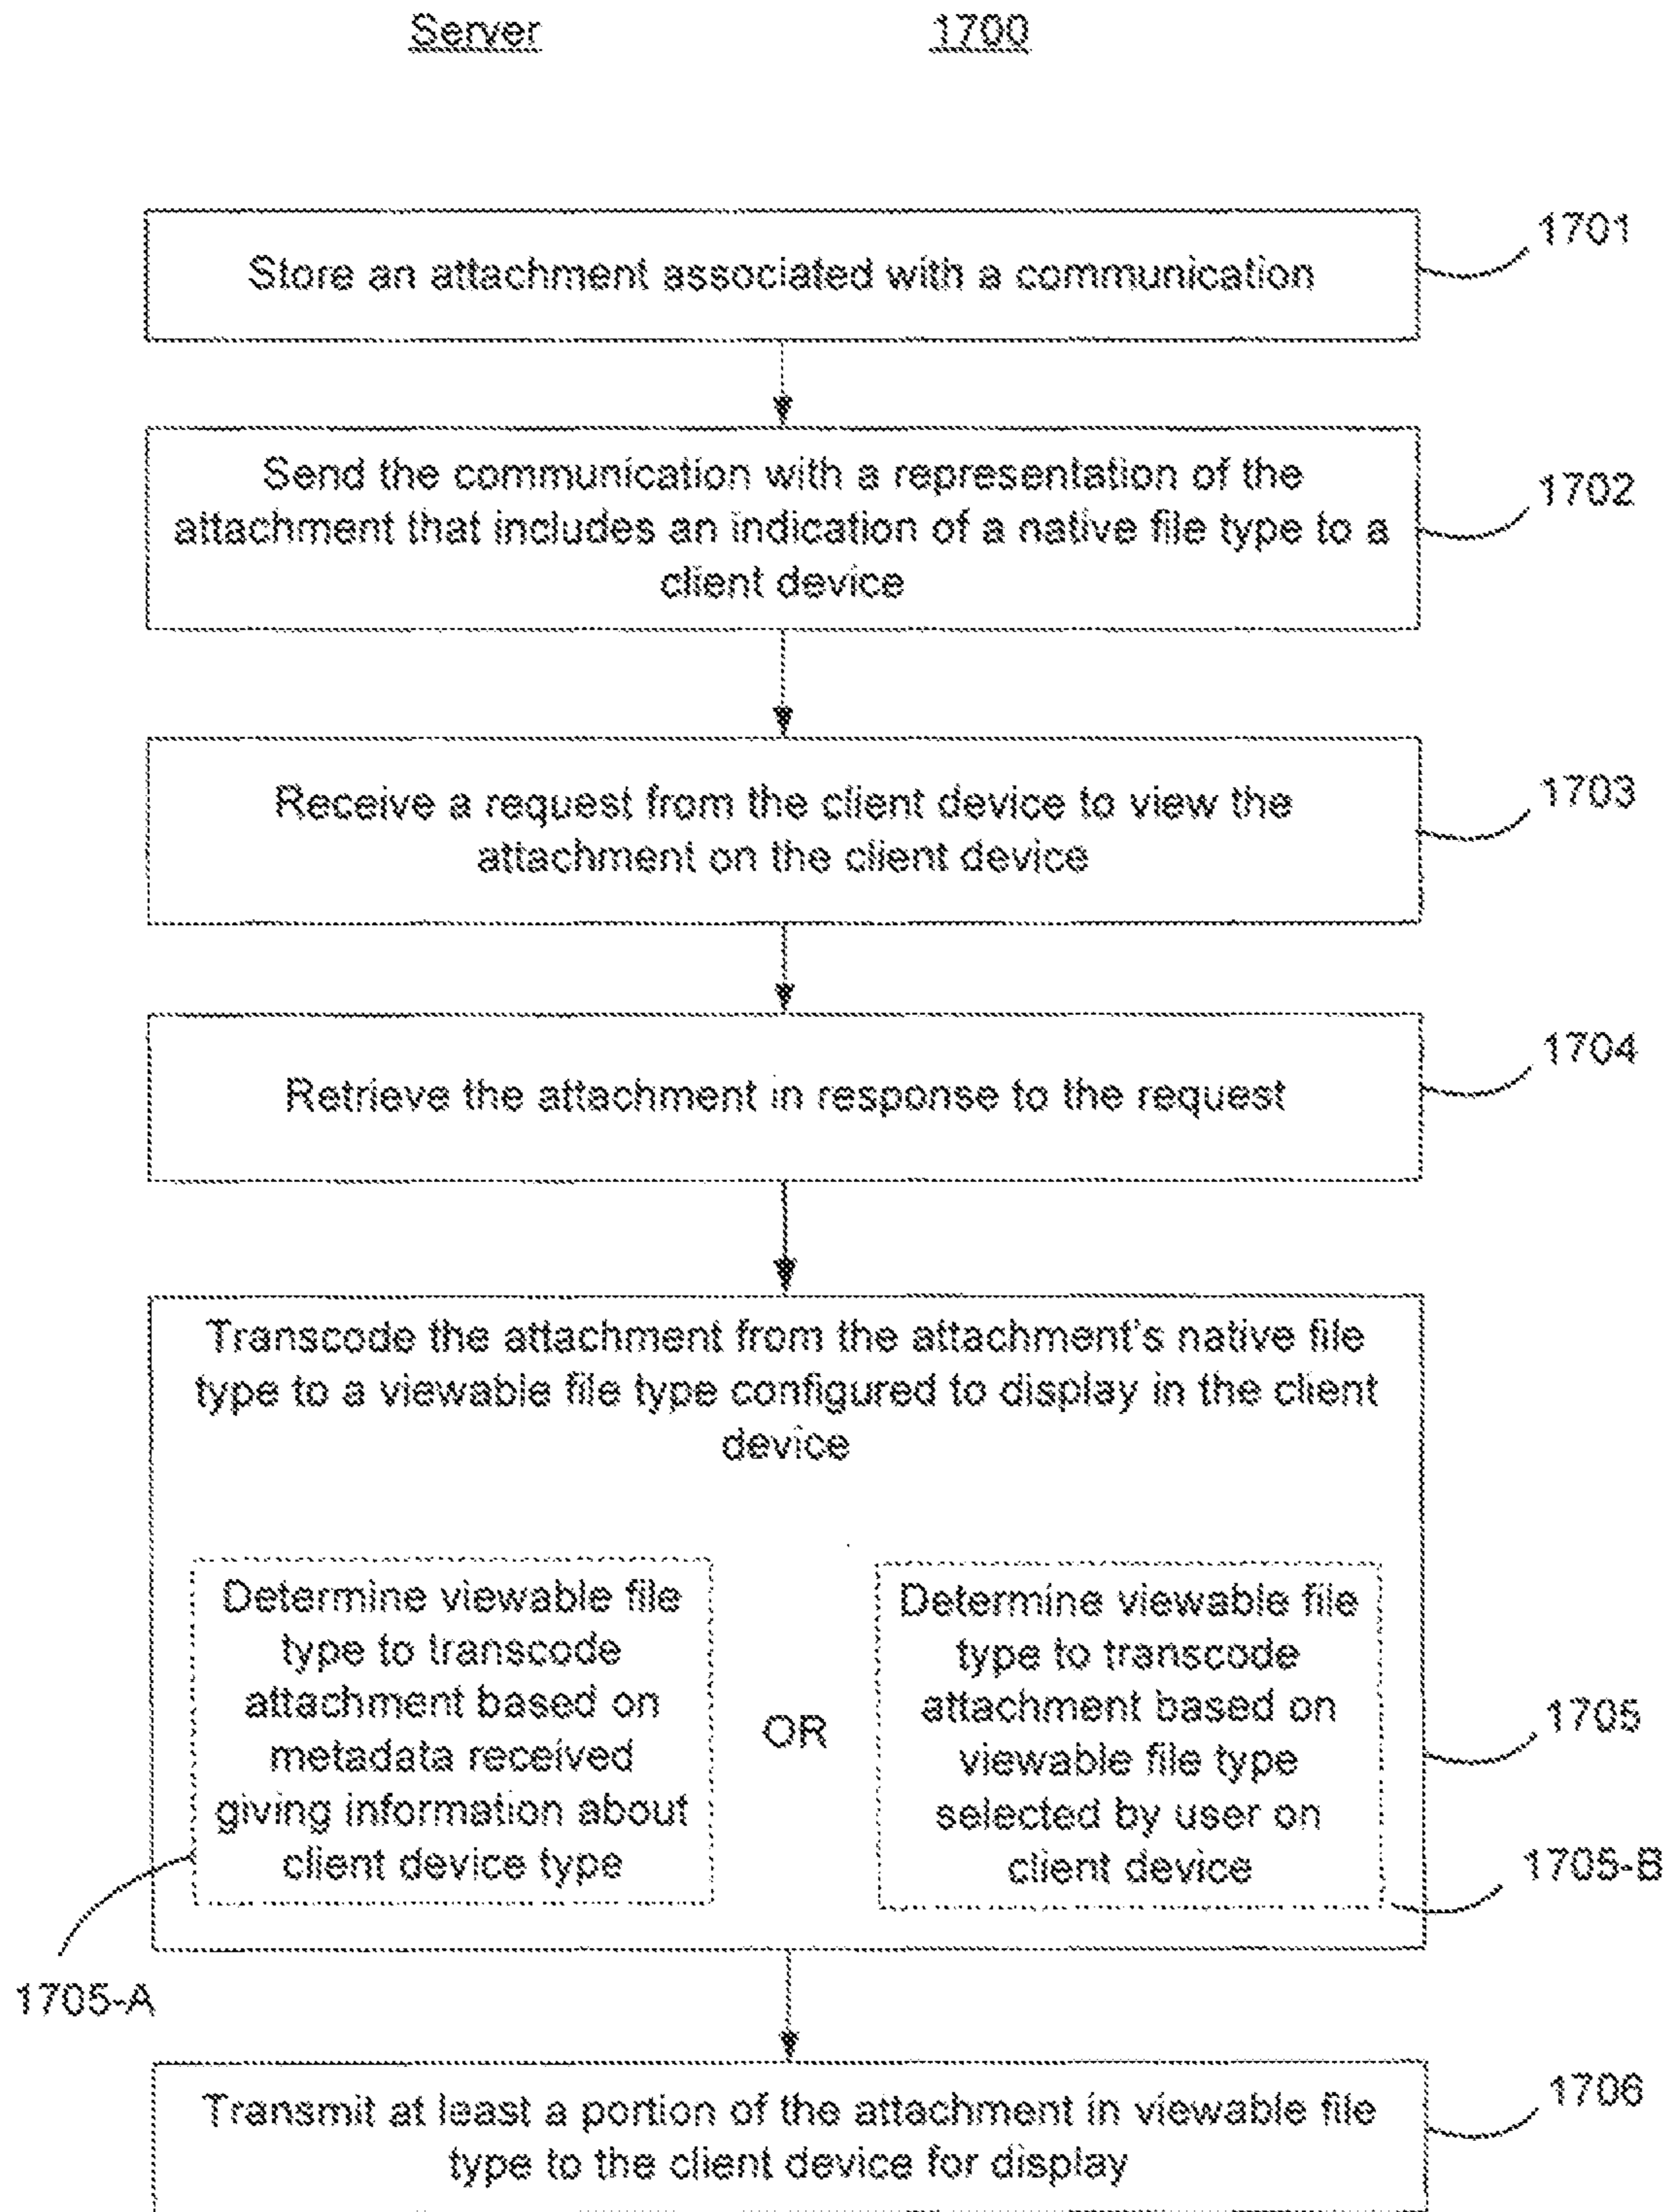 Server 1700
Store an attachment associated with a communication
1701
Send the communication with a representation of the
attachment that includes an indication of a native file type to a
client device
1702
Receive a request from the client device to view the
attachment on the client device
1703
Retrieve the attachment in response to the request
1704
Transcode the attachment from the attachment's native file
type to a viewable file type configured to display in the client
device
Determine viewable file
type to transcode
attachment based on
metadata received
giving information about
client device type
OR
Determine viewable file
type to transcode
attachment based on
viewable file type
selected by user on
client device
1705
1705-B
1705-A
Transmit at least a portion of the attachment in viewable file
type to the client device for display
1706